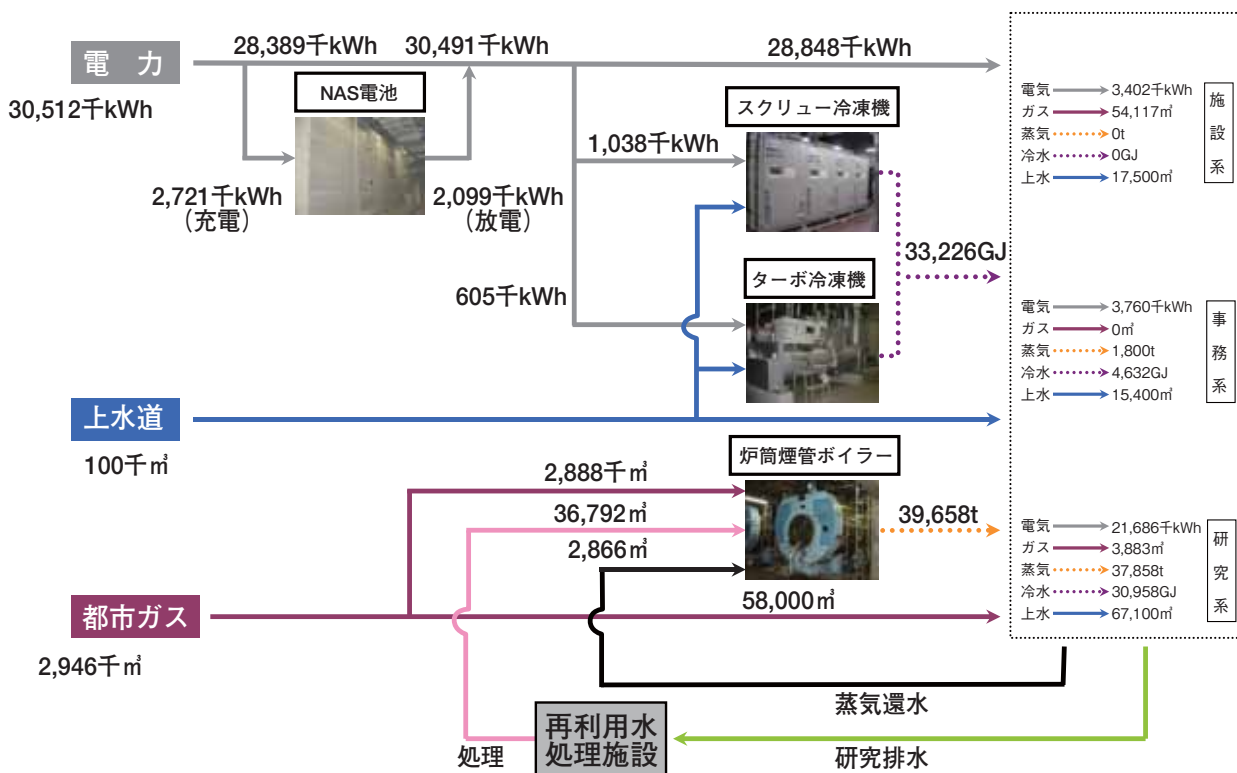 電 力
30,512千kWh
28,389千kWh
30,491千kWh
28,848千kWh
NAS電池
2,721千kWh
（充電）
2,099千kWh
（放電）
スクリュー冷凍機
1,038千kWh
ターボ冷凍機
605千kWh
33,226GJ
上水道
100千㎥
炉筒煙管ボイラー
2,888千㎥
36,792㎥
2,866㎥
39,658t
都市ガス
2,946千㎥
58,000㎥
蒸気還水
再利用水
処理施設
処理
研究排水
電気 3,402千kWh
ガス 54,117㎥
蒸気 0t
冷水 0GJ
上水 17,500㎥
施設系
電気 3,760千kWh
ガス 0㎥
蒸気 1,800t
冷水 4,632GJ
上水 15,400㎥
事務系
電気 21,686千kWh
ガス 3,883㎥
蒸気 37,858t
冷水 30,958GJ
上水 67,100㎥
研究系